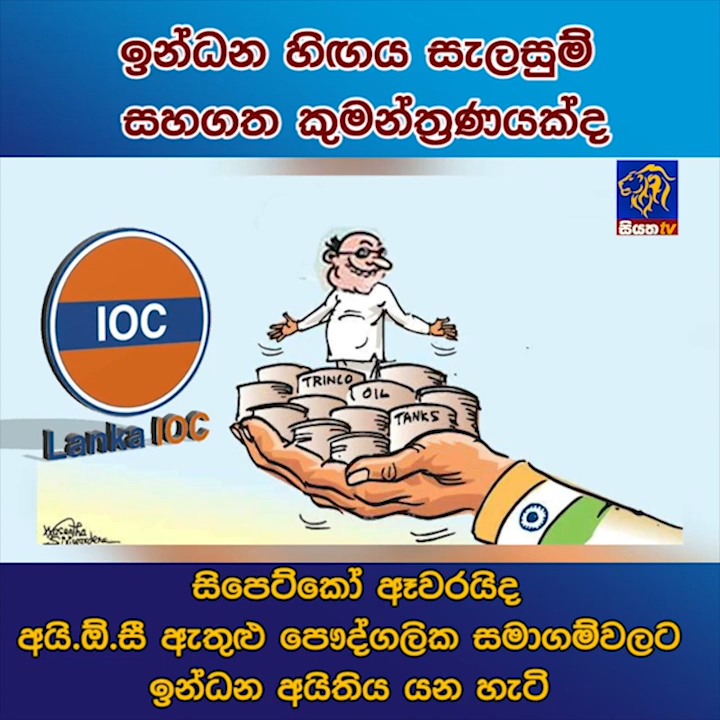 ඉන්ධන හිඟය සැලසුම්
සහගත කුමන්ත්‍රණයක්ද
සියත tv
IOC
Lanka IOC
TRINCO
OIL
TANKS
සිපෙට්කෝ ඈවරයිද
අයි.ඕ.සී ඇතුළු පෞද්ගලික සමාගම්වලට
ඉන්ධන අයිතිය යන හැටි